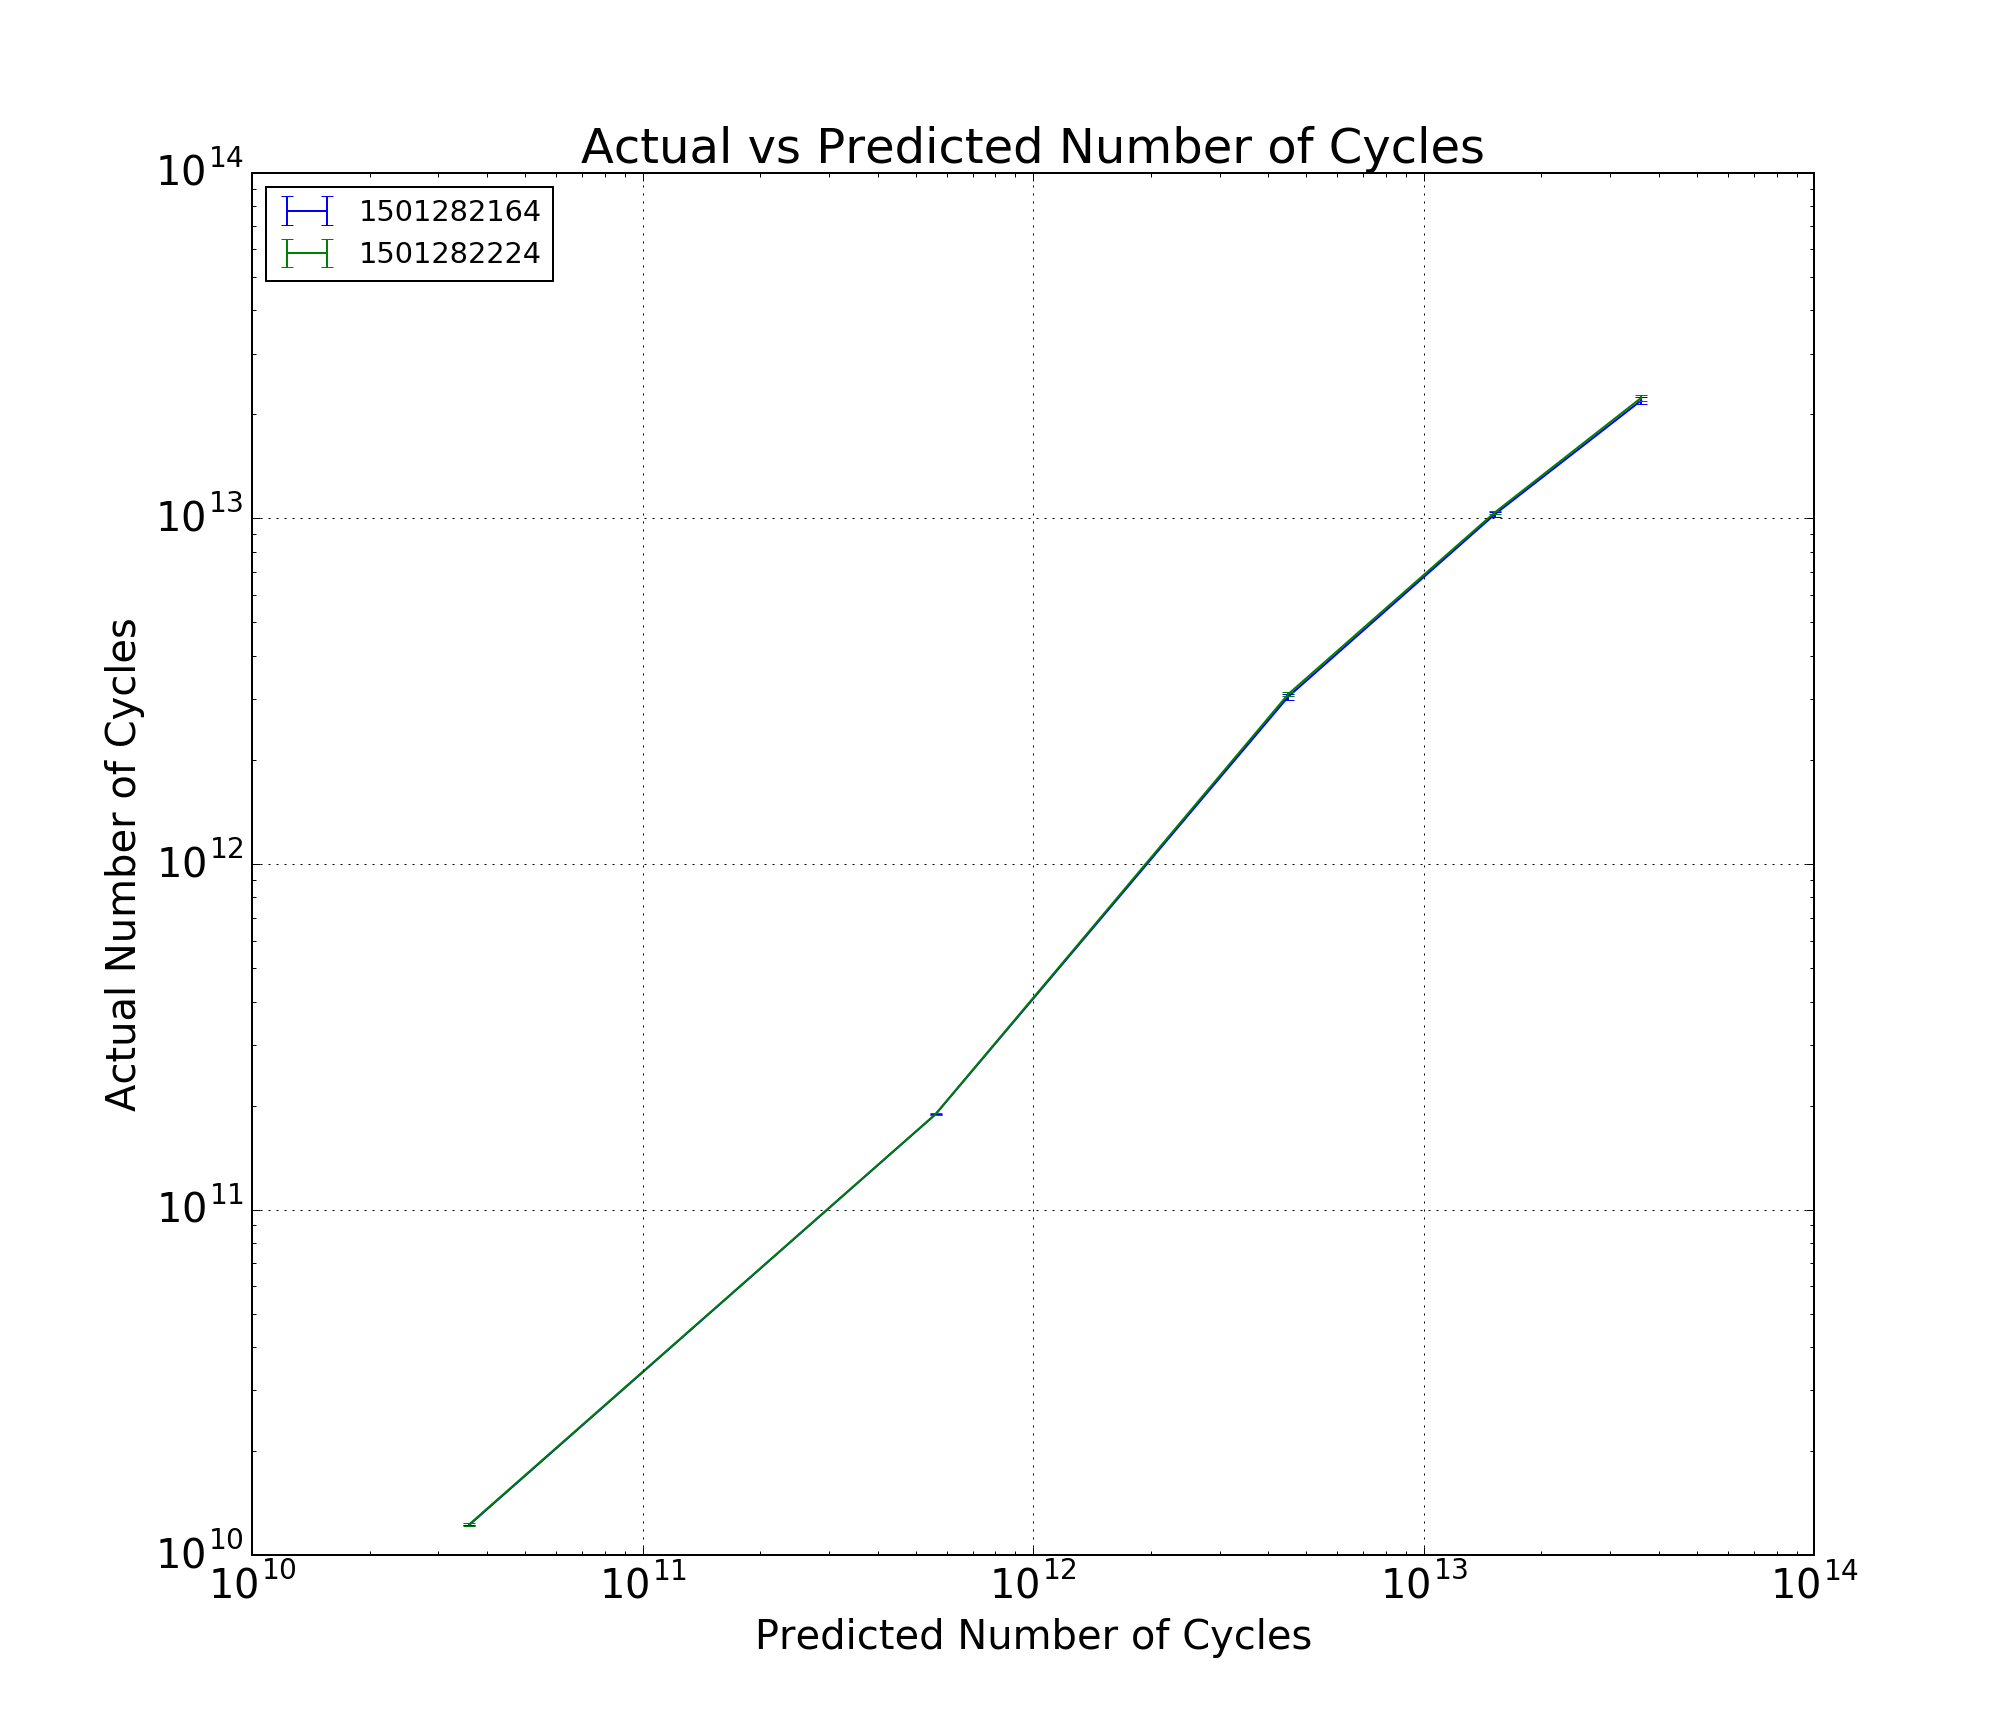 Actual vs Predicted Number of Cycles
1501282164
1501282224
10^14
10^13
10^12
10^11
10^10
Actual Number of Cycles
10^10 10^11 10^12 10^13 10^14
Predicted Number of Cycles